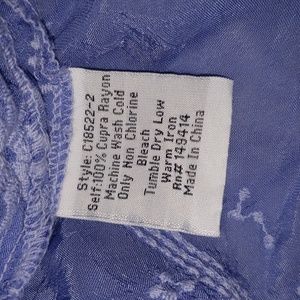 Style: C18522-2
Self:100% Cupra Rayon
Machine Wash Cold
Only Non Chlorine
Bleach
Tumble Dry Low
Warm Iron
Rn# 149414
Made In China